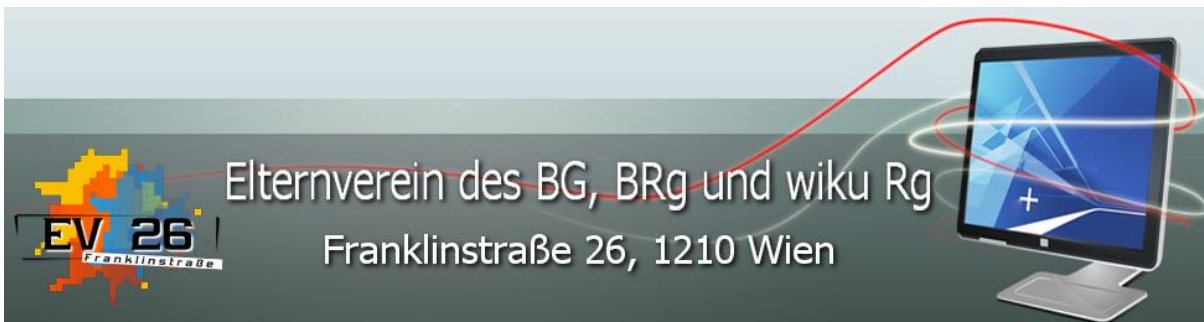 Elternverein des BG, BRg und wiku Rg
Franklinstraße 26, 1210 Wien
EV 26
Franklinstraße